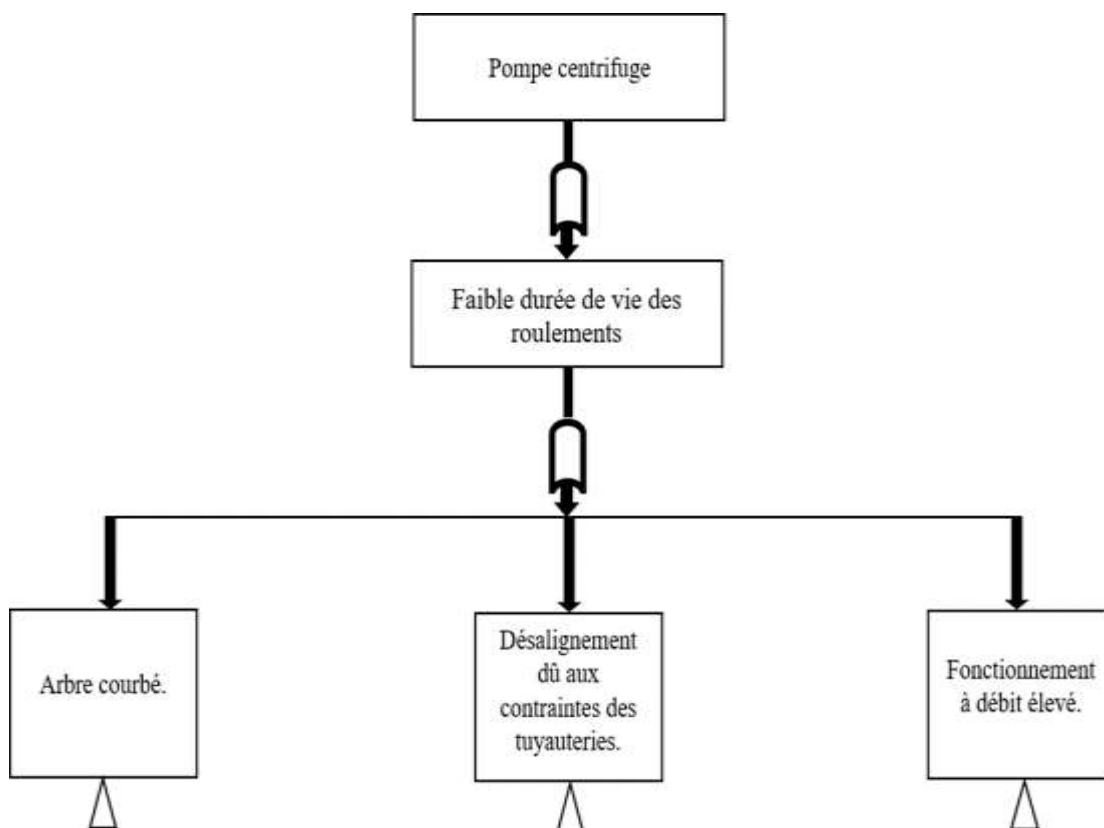 Pompe centrifuge
Faible durée de vie des
roulements
Arbre courbé.
Désalignement
dû aux
contraintes des
tuyauteries.
Fonctionnement
à débit élevé.